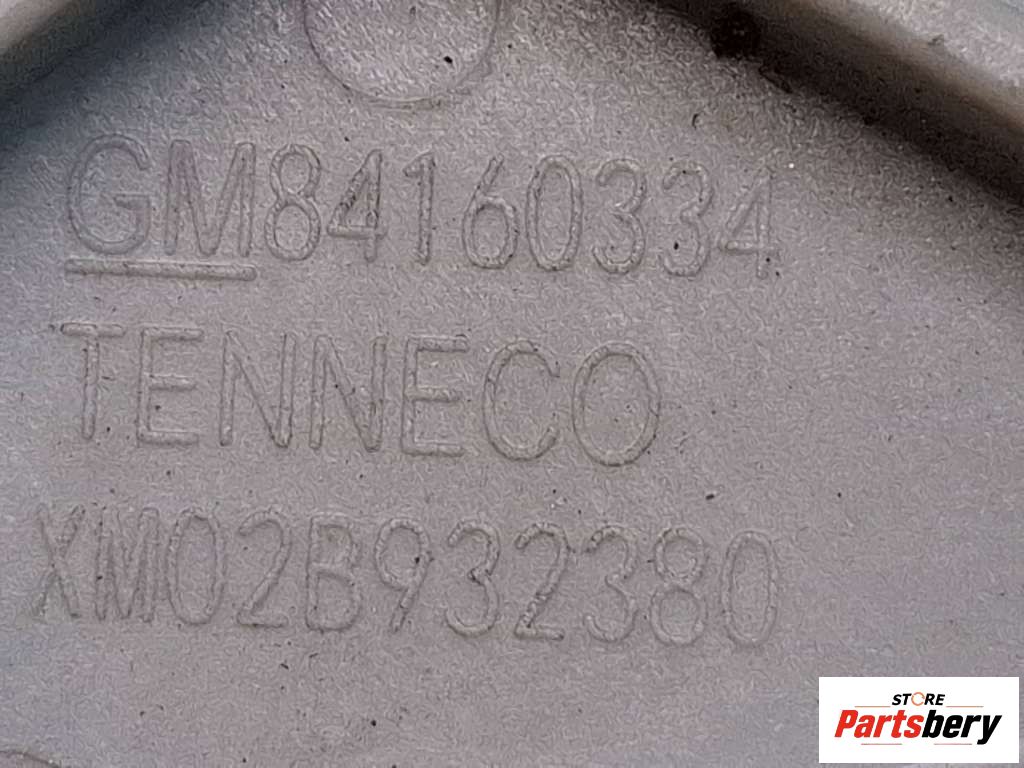 GM84160334
TENNECO
XM02B932380
STORE
Partsbery